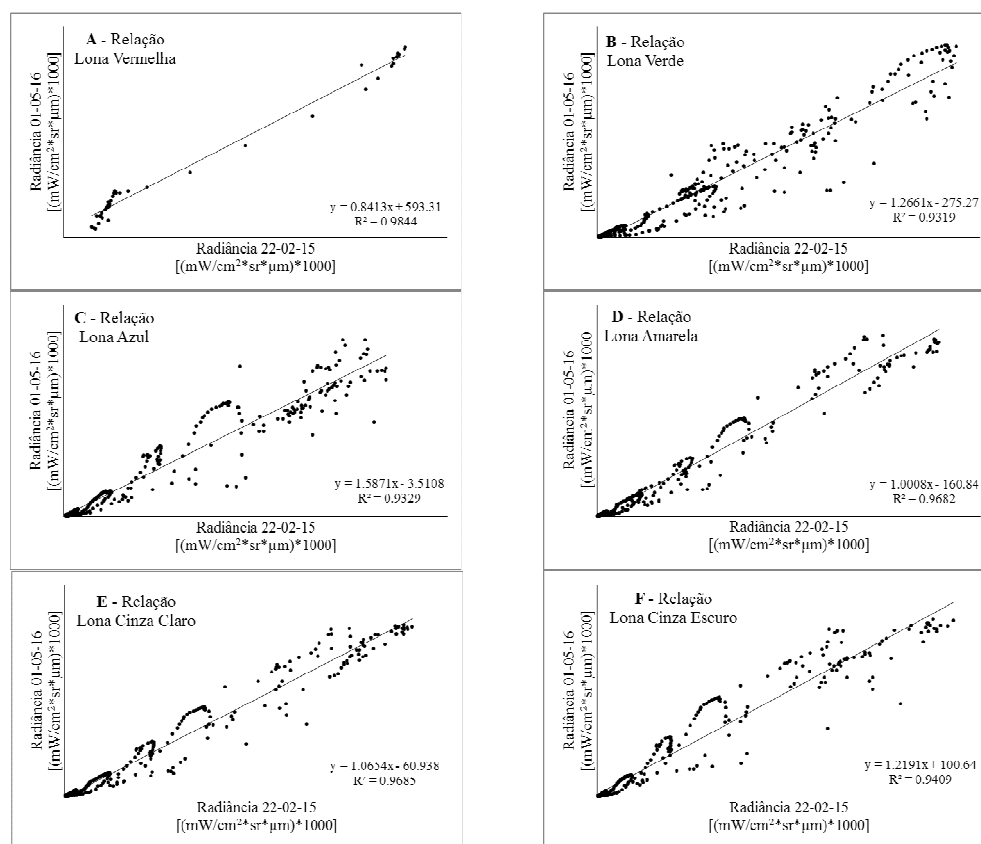 A - Relação
Lona Vermelha
Radiância 01-05-16
[(mW/cm²*sr*µm)*1000]
y = 0.8413x + 593.31
R² = 0.9844
Radiância 22-02-15
[(mW/cm²*sr*µm)*1000]
B - Relação
Lona Verde
Radiância 01-05-16
[(mW/cm²*sr*µm)*1000]
y = 1.2661x - 275.27
R² = 0.9319
Radiância 22-02-15
[(mW/cm²*sr*µm)*1000]
C - Relação
Lona Azul
Radiância 01-05-16
[(mW/cm²*sr*µm)*1000]
y = 1.5871x - 3.5108
R² = 0.9329
Radiância 22-02-15
[(mW/cm²*sr*µm)*1000]
D - Relação
Lona Amarela
Radiância 01-05-16
[(mW/cm²*sr*µm)*1000
y = 1.0008x - 160.84
R² = 0.9682
Radiância 22-02-15
[(mW/cm²*sr*µm)*1000]
E - Relação
Lona Cinza Claro
Radiância 01-05-16
[(mW/cm²*sr*µm)*1000]
y = 1.0654x - 60.938
R² = 0.9685
Radiância 22-02-15
[(mW/cm²*sr*µm)*1000]
F - Relação
Lona Cinza Escuro
Radiância 01-05-16
[(mW/cm²*sr*µm)*1000]
y = 1.2191x + 100.64
R² = 0.9409
Radiância 22-02-15
[(mW/cm²*sr*µm)*1000]